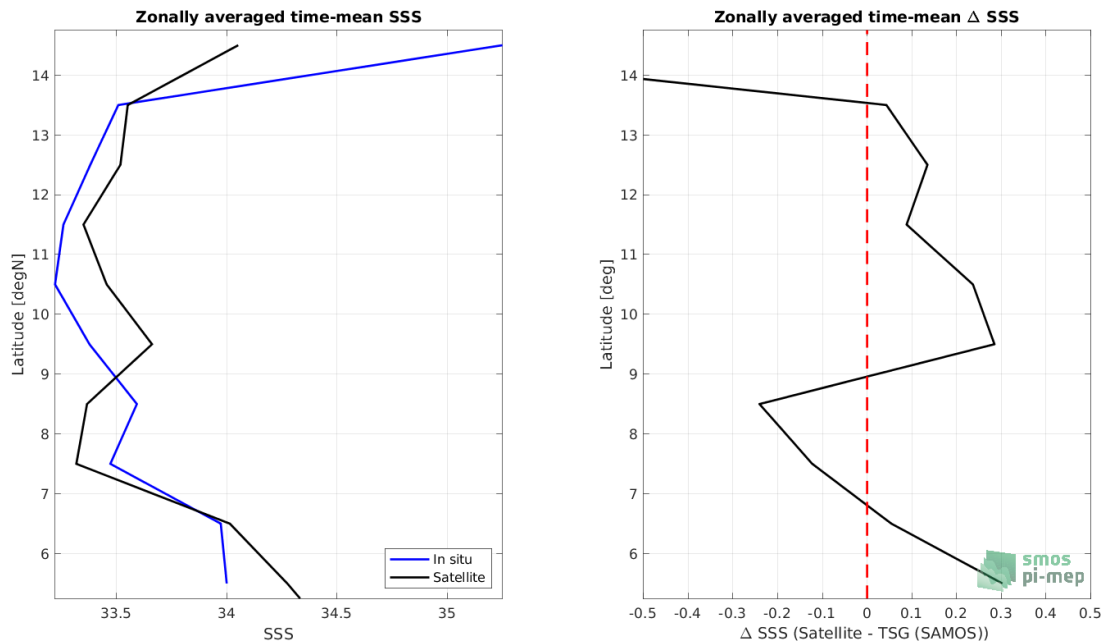 Zonally averaged time-mean SSS
14
13
12
11
10
9
8
7
6
Latitude [degN]
33.5 34 34.5 35
SSS
In situ
Satellite
Zonally averaged time-mean Δ SSS
14
13
12
11
10
9
8
7
6
Latitude [deg]
-0.5 -0.4 -0.3 -0.2 -0.1 0 0.1 0.2 0.3 0.4 0.5
Δ SSS (Satellite - TSG (SAMOS))
smos
pi-mep